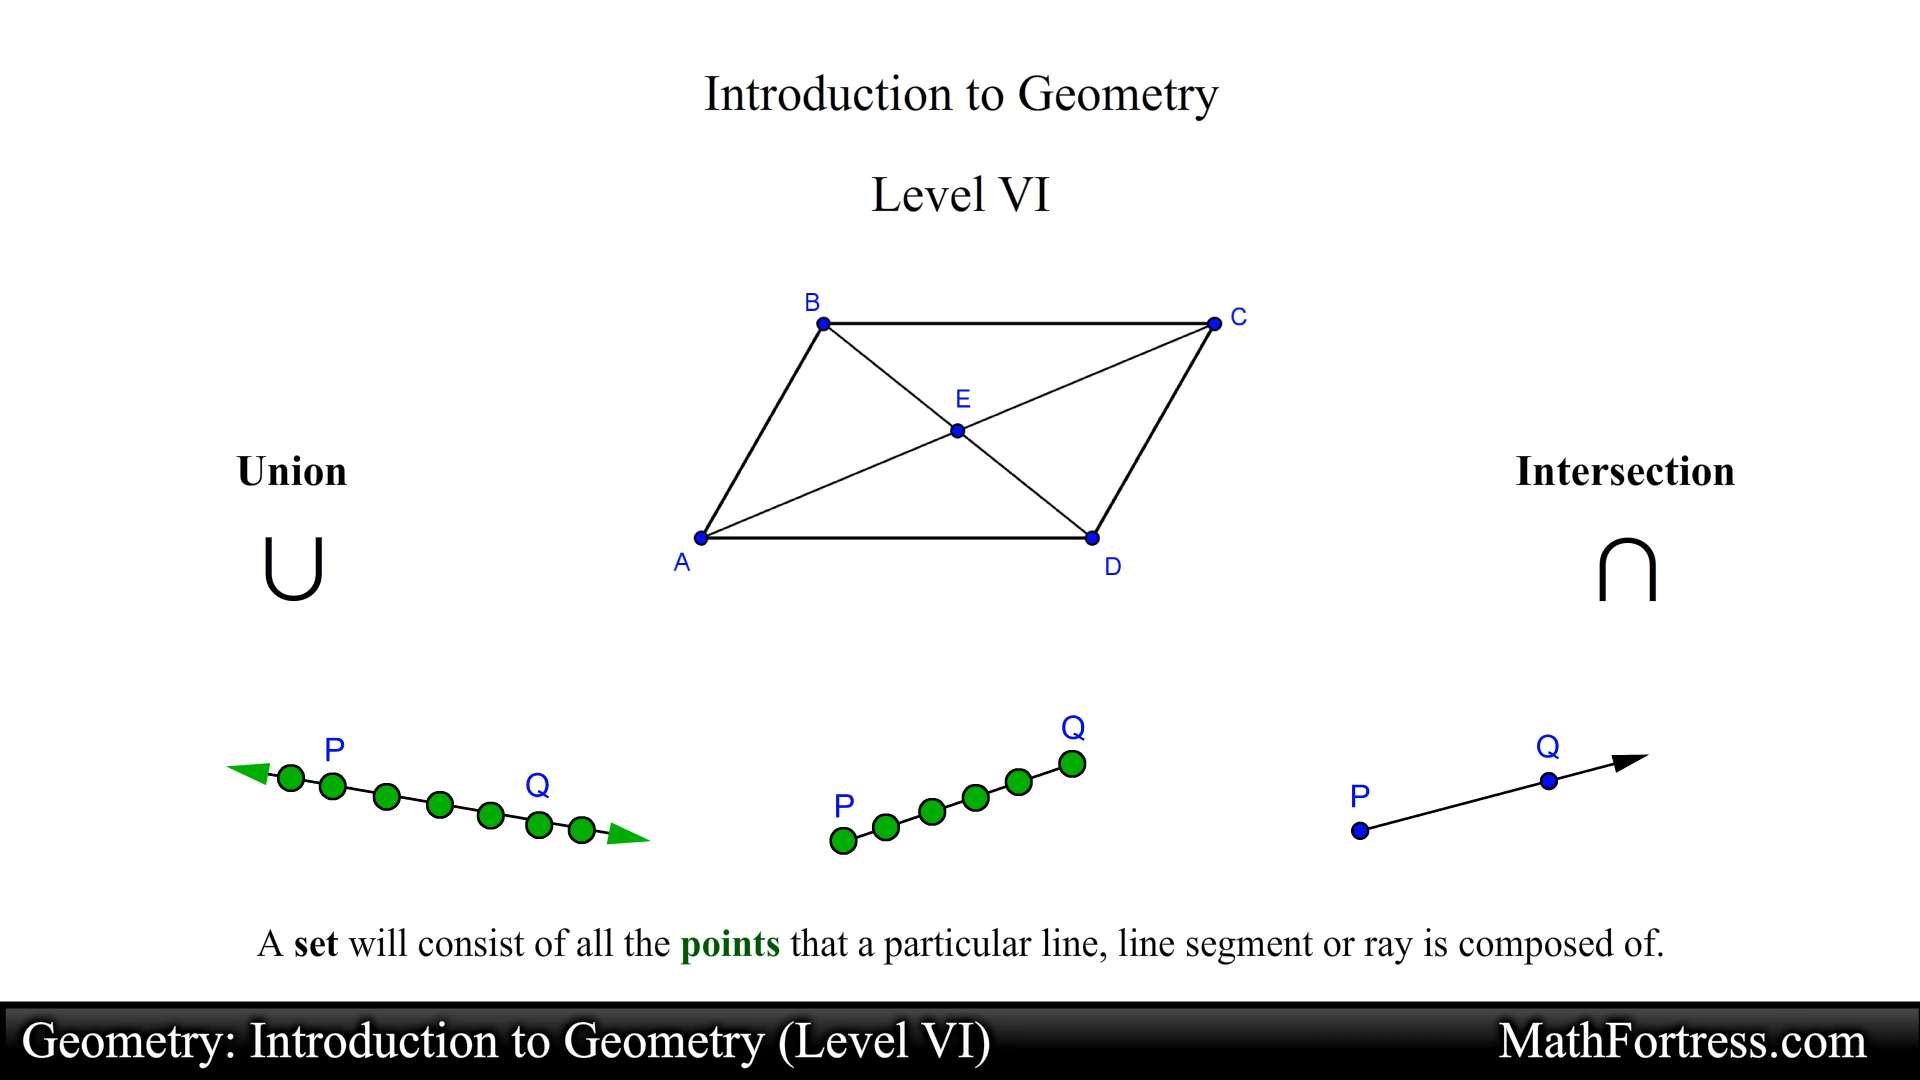 Introduction to Geometry
Level VI
B
C
E
Union
Intersection
∪
∩
A
D
P
Q
P
Q
P
Q
A set will consist of all the points that a particular line, line segment or ray is composed of.
Geometry: Introduction to Geometry (Level VI)
MathFortress.com